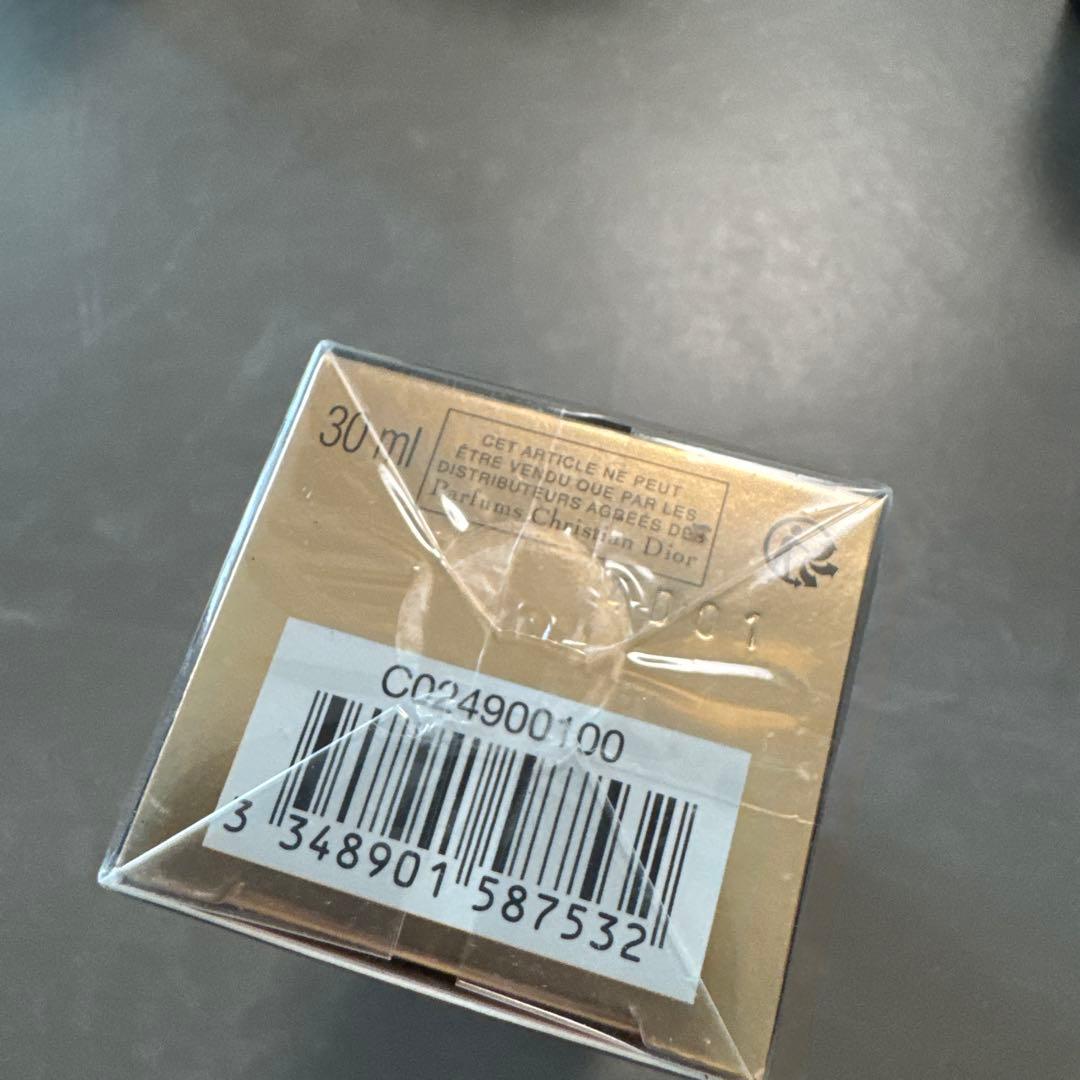 30 ml
CET ARTICLE NE PEUT
ÊTRE VENDU QUE PAR LES
DISTRIBUTEURS AGRÉÉS DES
Parfums Christian Dior
C024900100
3 348901 587532